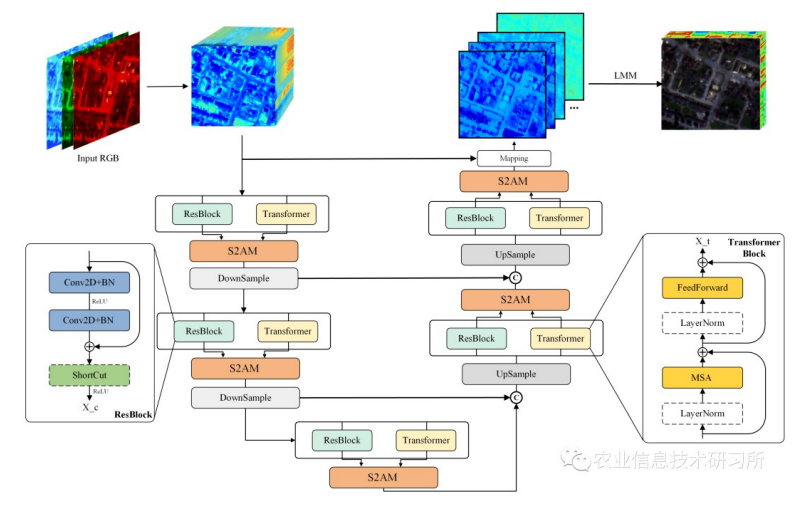 Input RGB
LMM
...
Mapping
S2AM
ResBlock
Transformer
S2AM
DownSample
ResBlock
Transformer
UpSample
C
S2AM
Conv2D+BN
ReLU
Conv2D+BN
ShortCut
ReLU
X_c
ResBlock
ResBlock
Transformer
S2AM
DownSample
ResBlock
Transformer
UpSample
C
X_t
Transformer
Block
FeedForward
LayerNorm
MSA
LayerNorm
ResBlock
Transformer
S2AM
农业信息技术研习所